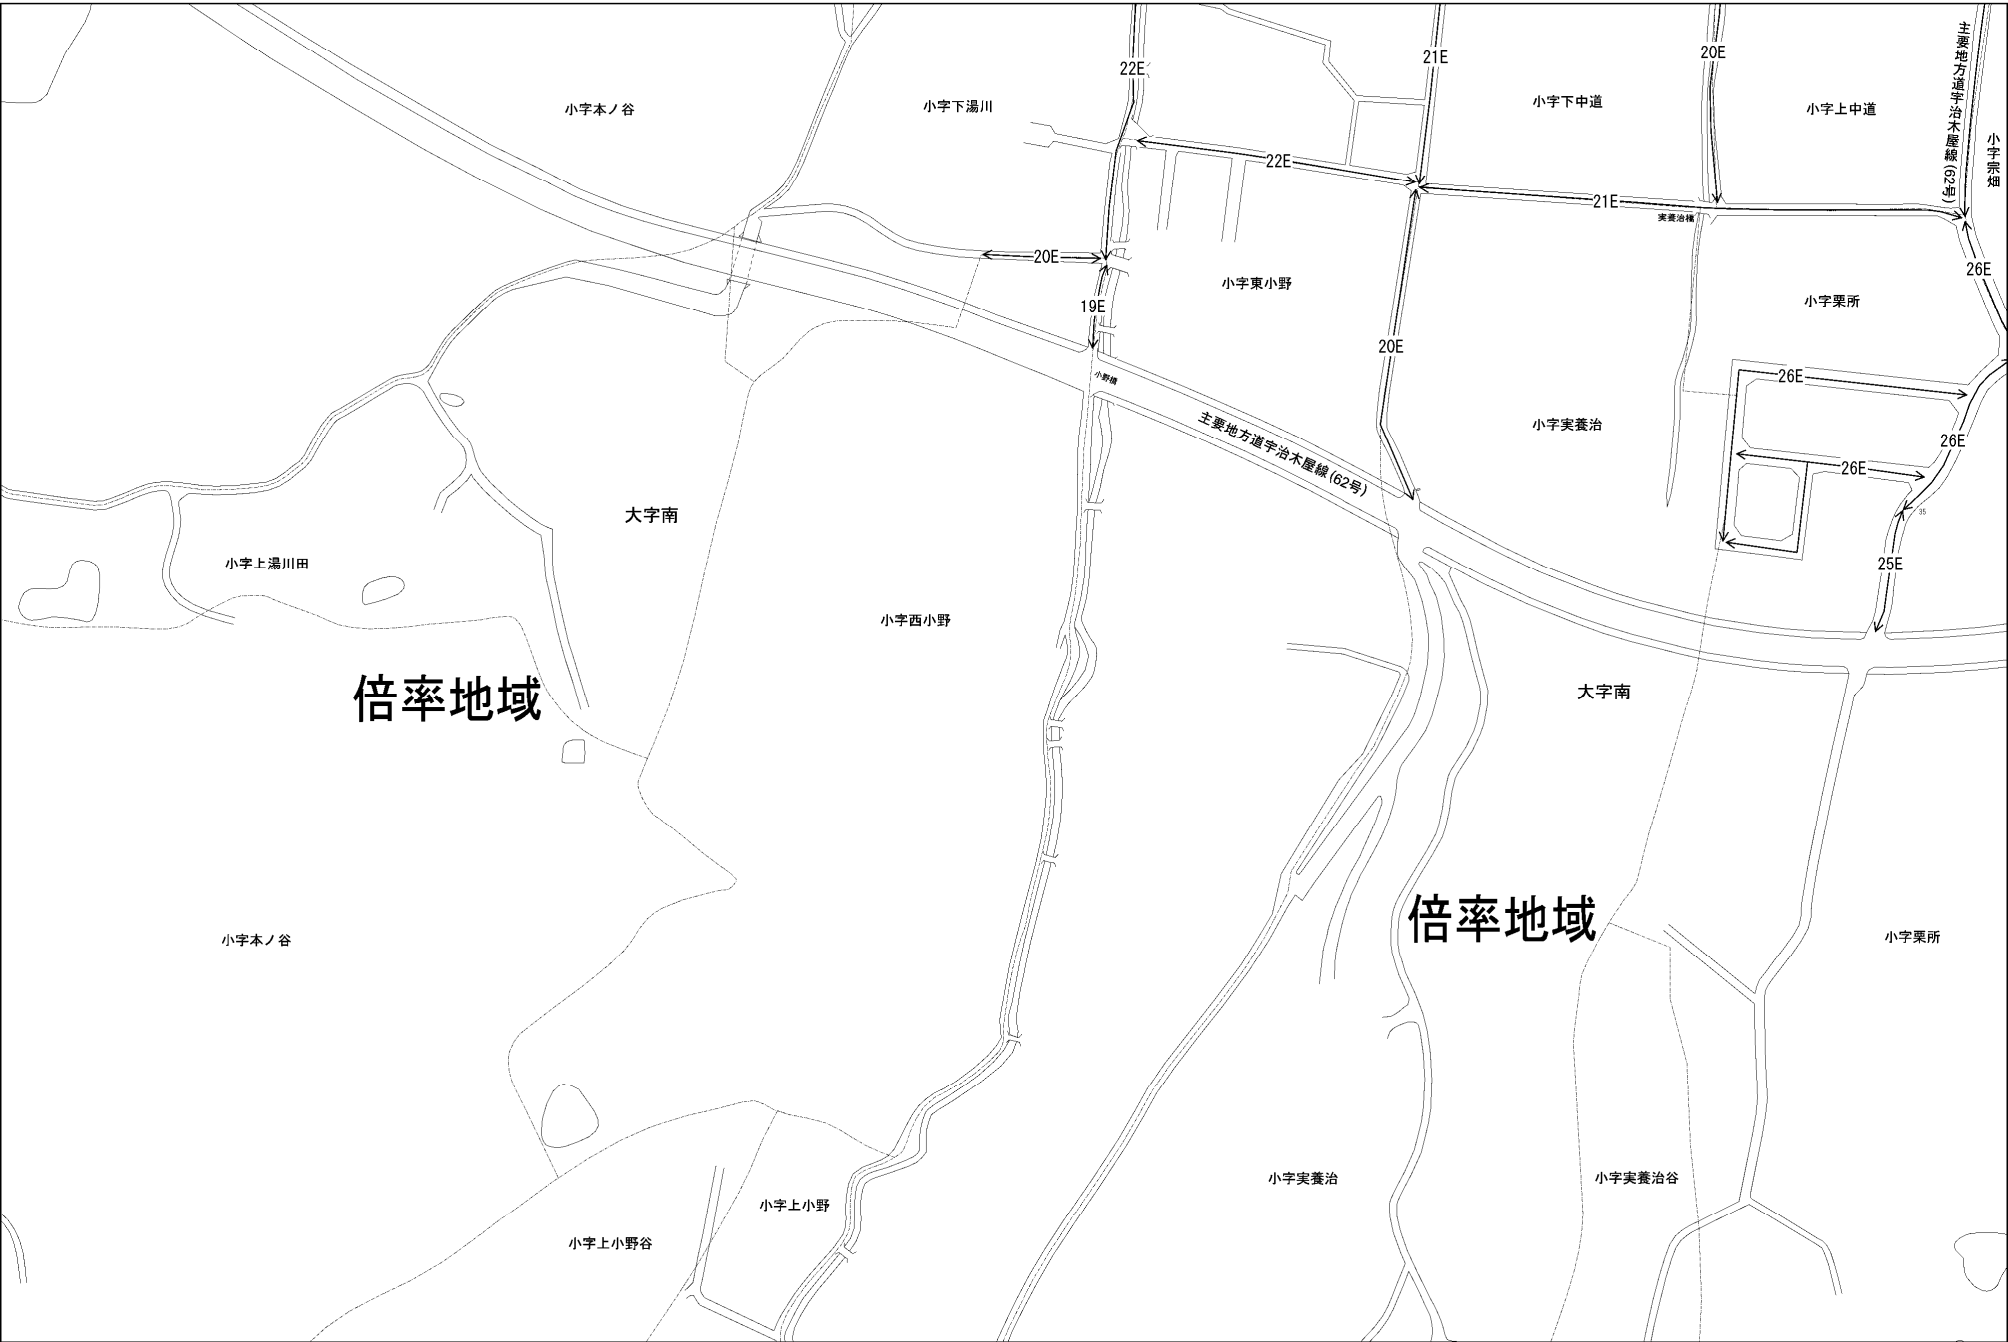 主要地方道宇治木屋線(62号)
20E
21E
22E
小字本ノ谷
小字下湯川
小字下中道
小字上中道
小字宗畑
22E
21E
実養治橋
20E
小字東小野
26E
19E
小字栗所
20E
小野橋
26E
主要地方道宇治木屋線(62号)
小字実養治
26E
26E
大字南
35
小字上湯川田
25E
小字西小野
倍率地域
大字南
倍率地域
小字本ノ谷
小字栗所
小字実養治
小字実養治谷
小字上小野
小字上小野谷